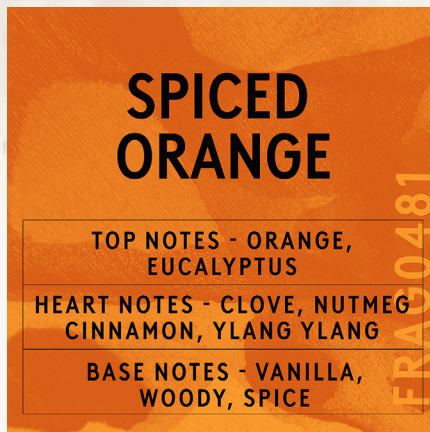 SPICED
ORANGE
TOP NOTES - ORANGE,
EUCALYPTUS
HEART NOTES - CLOVE, NUTMEG
CINNAMON, YLANG YLANG
BASE NOTES - VANILLA,
WOODY, SPICE
FRAG0481